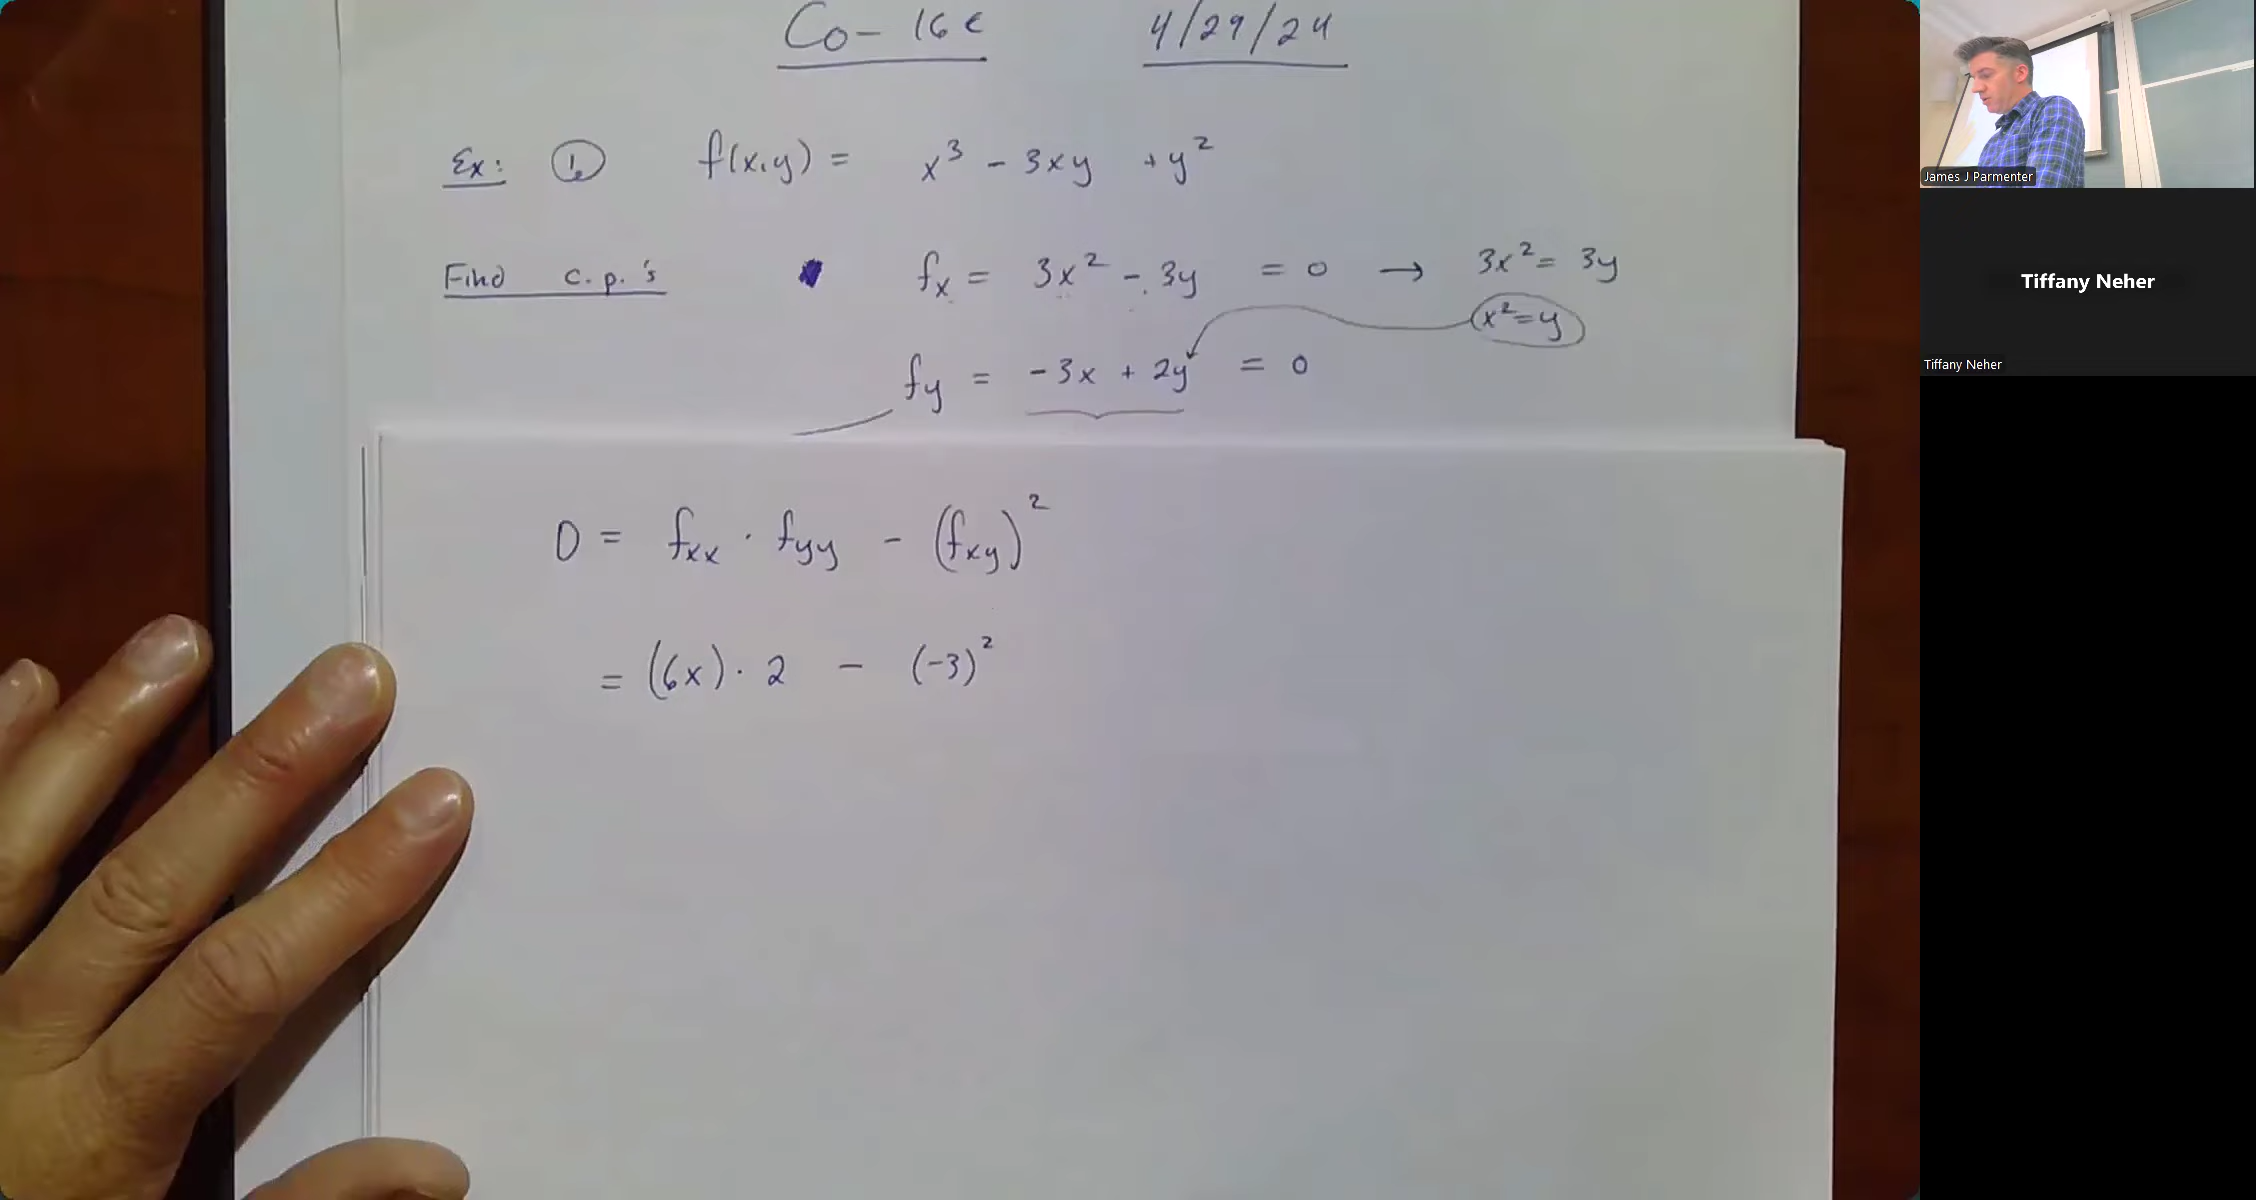 Co-16c 4/29/24
Ex: ① f(x,y) = x³ - 3xy + y²
Find c.p.'s fx = 3x² - 3y = 0 → 3x² = 3y
x² = y
fy = -3x + 2y = 0
D = fxx · fyy - (fxy)²
= (6x) · 2 - (-3)²
James J Parmenter
Tiffany Neher
Tiffany Neher